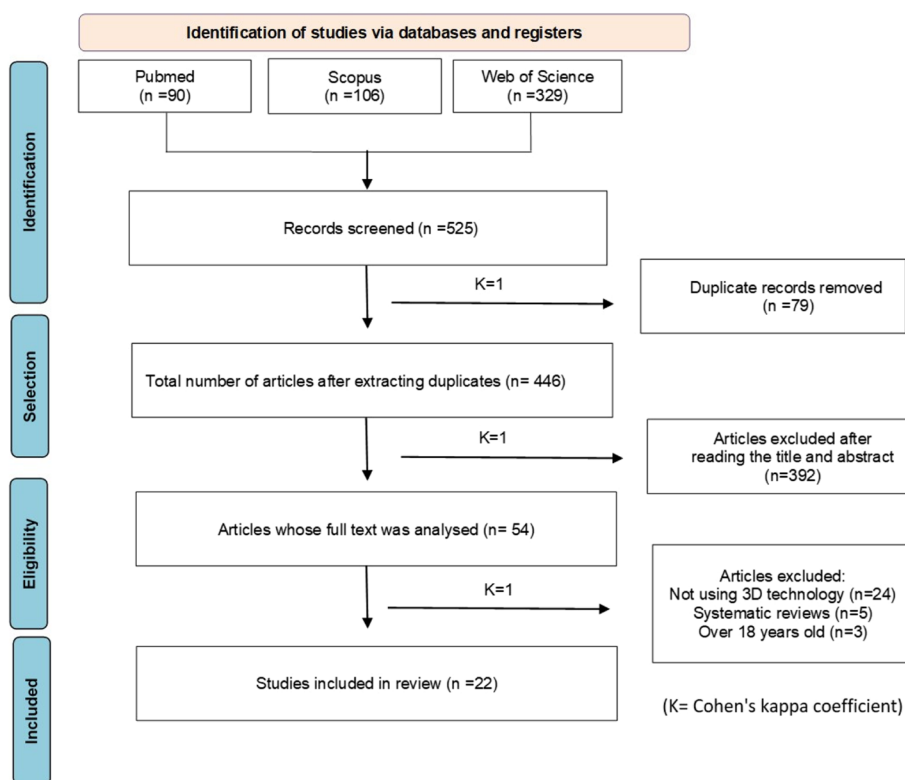 Identification of studies via databases and registers
Identification
Pubmed
(n =90)
Scopus
(n =106)
Web of Science
(n =329)
Records screened (n =525)
K=1
Duplicate records removed
(n =79)
Selection
Total number of articles after extracting duplicates (n= 446)
K=1
Articles excluded after
reading the title and abstract
(n=392)
Eligibility
Articles whose full text was analysed (n= 54)
K=1
Articles excluded:
Not using 3D technology (n=24)
Systematic reviews (n=5)
Over 18 years old (n=3)
Included
Studies included in review (n =22)
(K= Cohen's kappa coefficient)